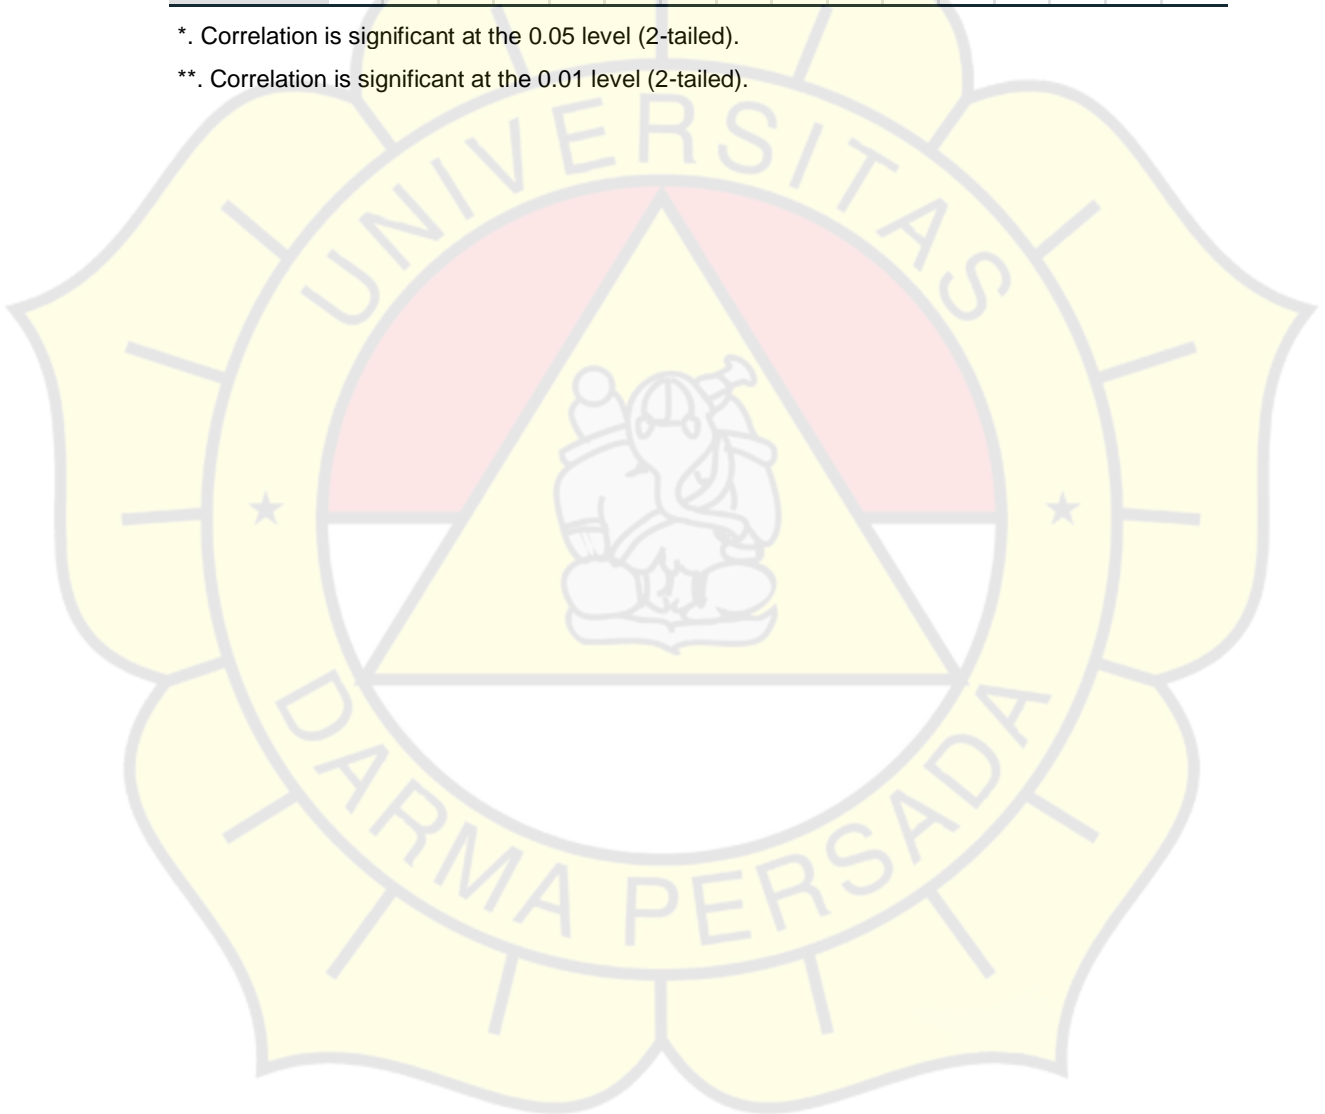 *. Correlation is significant at the 0.05 level (2-tailed).
**. Correlation is significant at the 0.01 level (2-tailed).
UNIVERSITAS
DARMA PERSADA